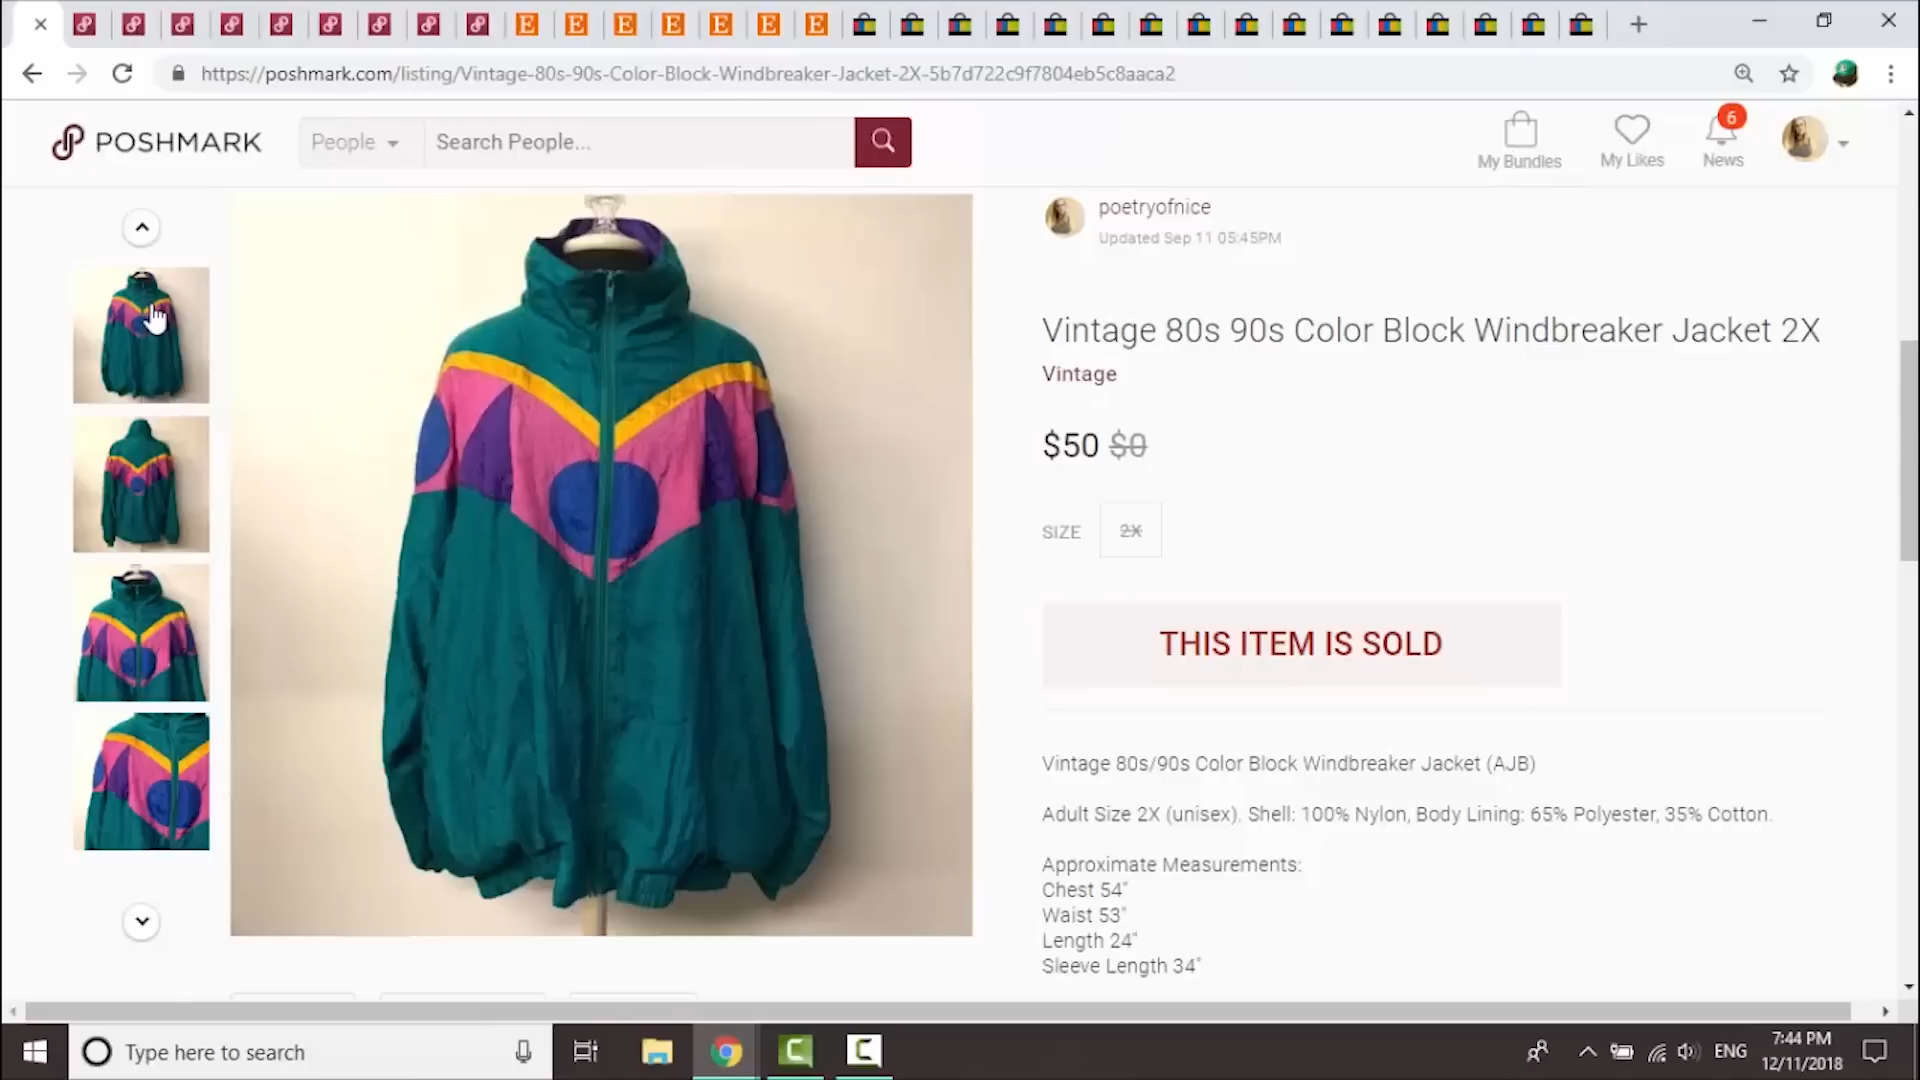 https://poshmark.com/listing/Vintage-80s-90s-Color-Block-Windbreaker-Jacket-2X-5b7d722c9f7804eb5c8aaca2
POSHMARK
People
Search People...
My Bundles
My Likes
6
News
poetryofnice
Updated Sep 11 05:45PM
Vintage 80s 90s Color Block Windbreaker Jacket 2X
Vintage
$50 $0
SIZE
2X
THIS ITEM IS SOLD
Vintage 80s/90s Color Block Windbreaker Jacket (AJB)
Adult Size 2X (unisex). Shell: 100% Nylon, Body Lining: 65% Polyester, 35% Cotton.
Approximate Measurements:
Chest 54"
Waist 53"
Length 24"
Sleeve Length 34"
Type here to search
ENG
7:44 PM
12/11/2018